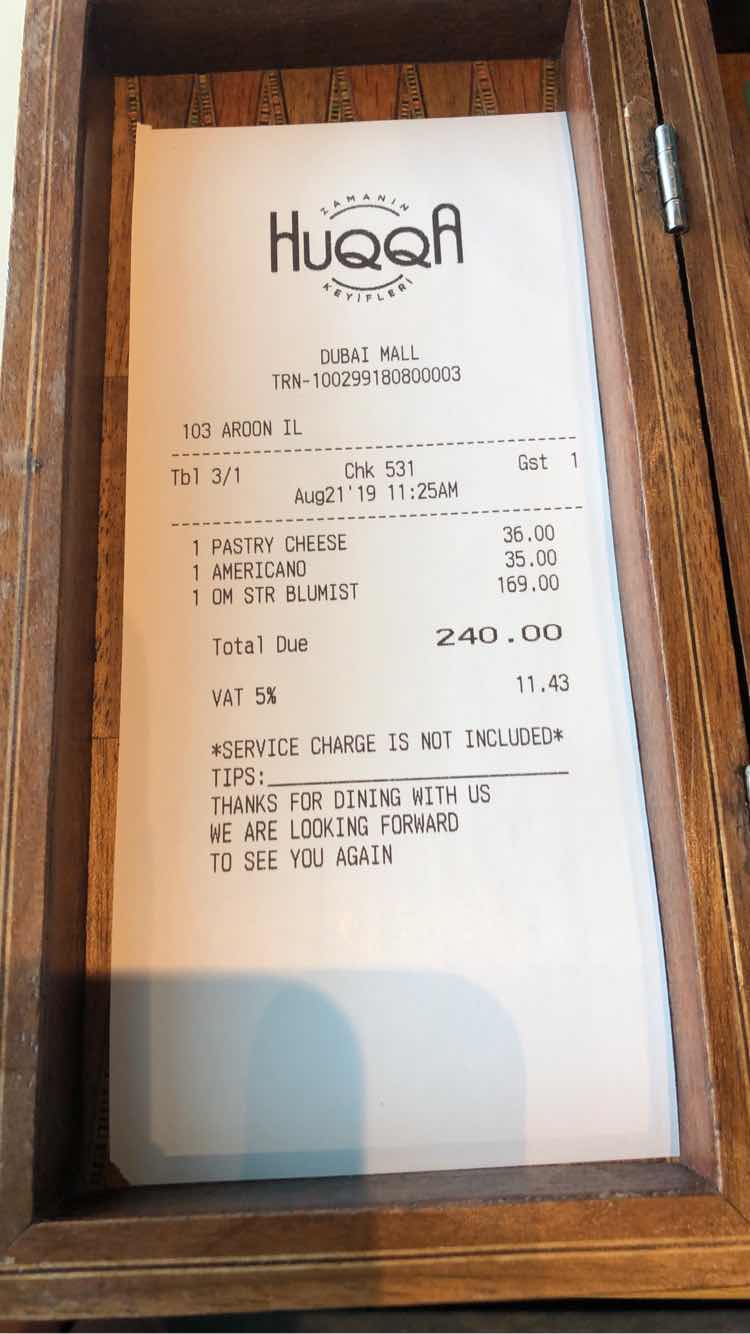 ZAMANIN
HUQQA
KEYIFLERI
DUBAI MALL
TRN-100299180800003
103 AROON IL
Tbl 3/1 Chk 531 Gst 1
Aug21'19 11:25AM
1 PASTRY CHEESE 36.00
1 AMERICANO 35.00
1 OM STR BLUMIST 169.00
Total Due 240.00
VAT 5% 11.43
*SERVICE CHARGE IS NOT INCLUDED*
TIPS:
THANKS FOR DINING WITH US
WE ARE LOOKING FORWARD
TO SEE YOU AGAIN